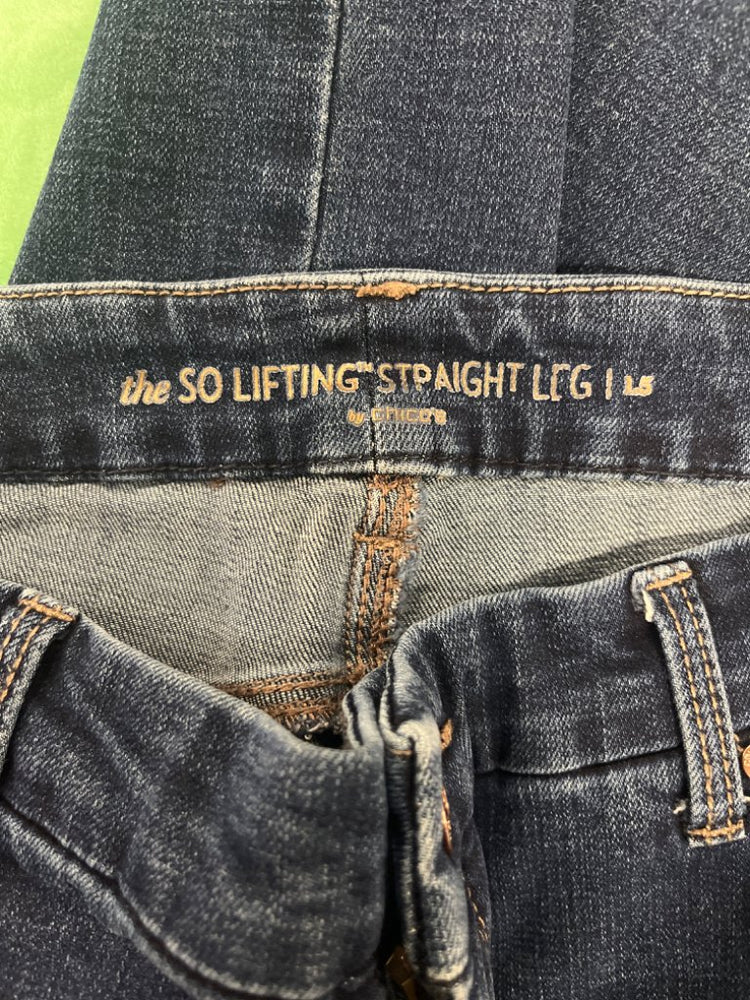 the SO LIFTING™ STRAIGHT LEG | 1.5
by CHICO'S